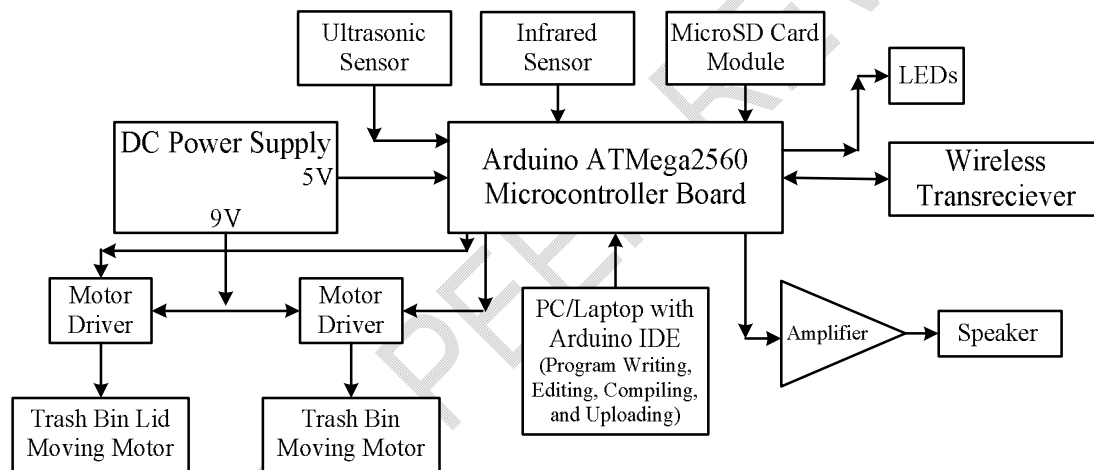 Ultrasonic
Sensor
Infrared
Sensor
MicroSD Card
Module
LEDs
DC Power Supply
5V
9V
Arduino ATMega2560
Microcontroller Board
Wireless
Transreciever
Motor
Driver
Motor
Driver
PC/Laptop with
Arduino IDE
(Program Writing,
Editing, Compiling,
and Uploading)
Amplifier
Speaker
Trash Bin Lid
Moving Motor
Trash Bin
Moving Motor